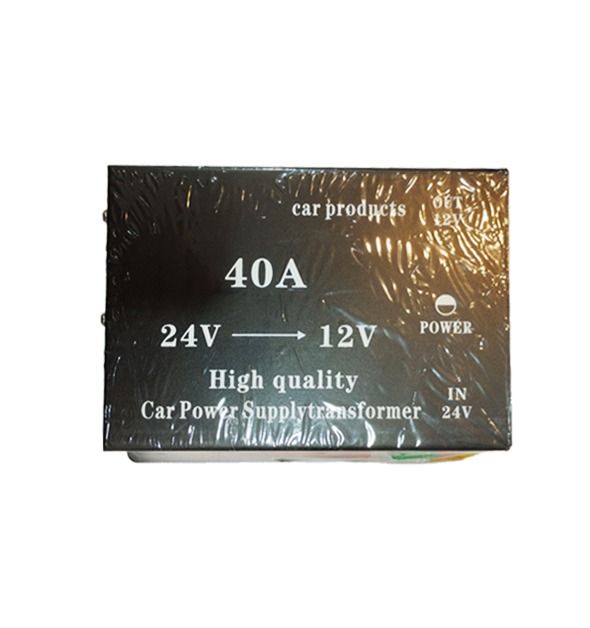 car products
OUT
12V
40A
24V → 12V
POWER
High quality
Car Power Supplytransformer
IN
24V